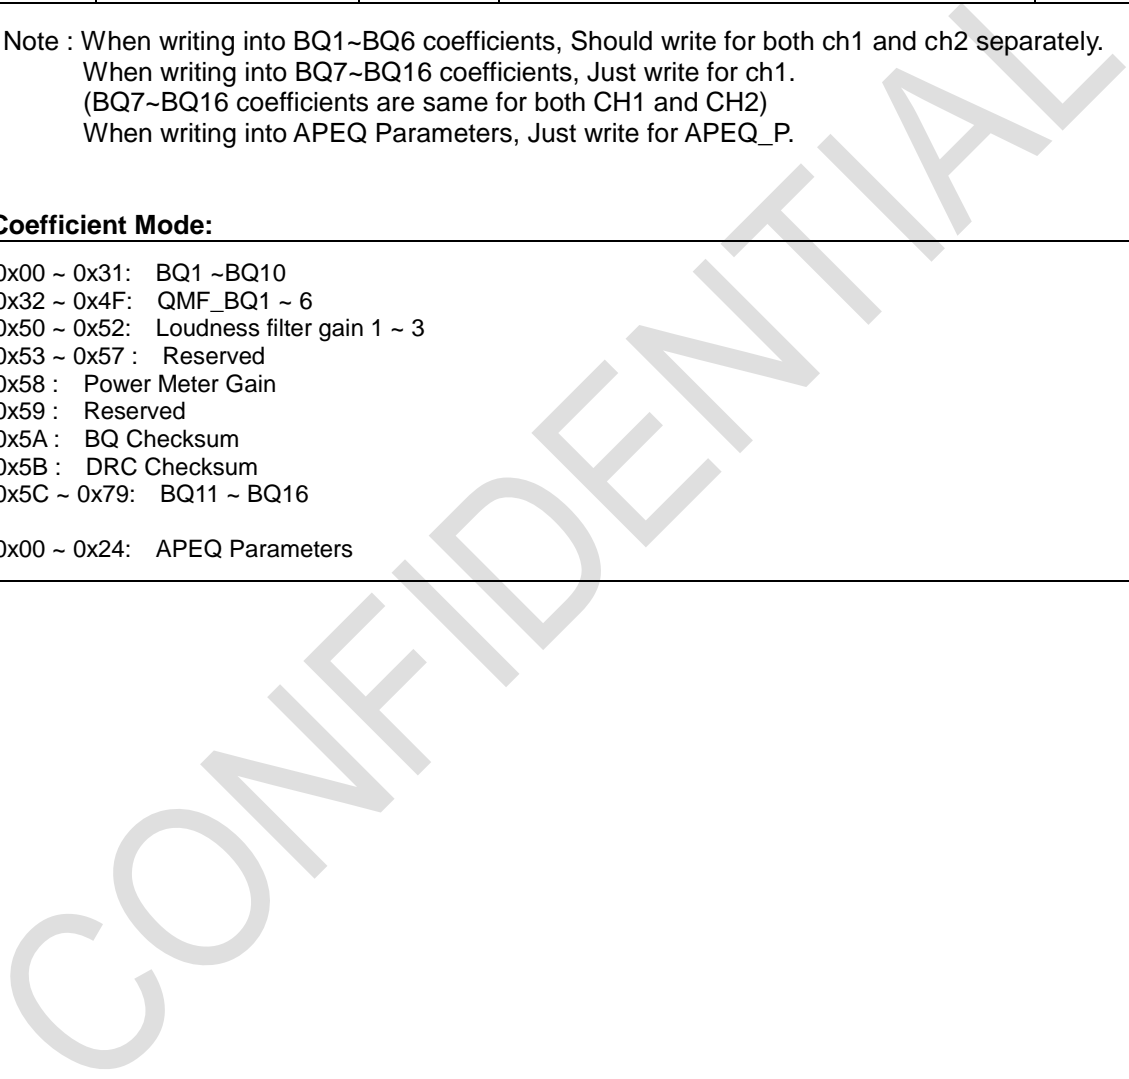 Note : When writing into BQ1~BQ6 coefficients, Should write for both ch1 and ch2 separately.
When writing into BQ7~BQ16 coefficients, Just write for ch1.
(BQ7~BQ16 coefficients are same for both CH1 and CH2)
When writing into APEQ Parameters, Just write for APEQ_P.
Coefficient Mode:
0x00 ~ 0x31: BQ1 ~BQ10
0x32 ~ 0x4F: QMF_BQ1 ~ 6
0x50 ~ 0x52: Loudness filter gain 1 ~ 3
0x53 ~ 0x57 : Reserved
0x58 : Power Meter Gain
0x59 : Reserved
0x5A : BQ Checksum
0x5B : DRC Checksum
0x5C ~ 0x79: BQ11 ~ BQ16
0x00 ~ 0x24: APEQ Parameters
CONFIDENTIAL